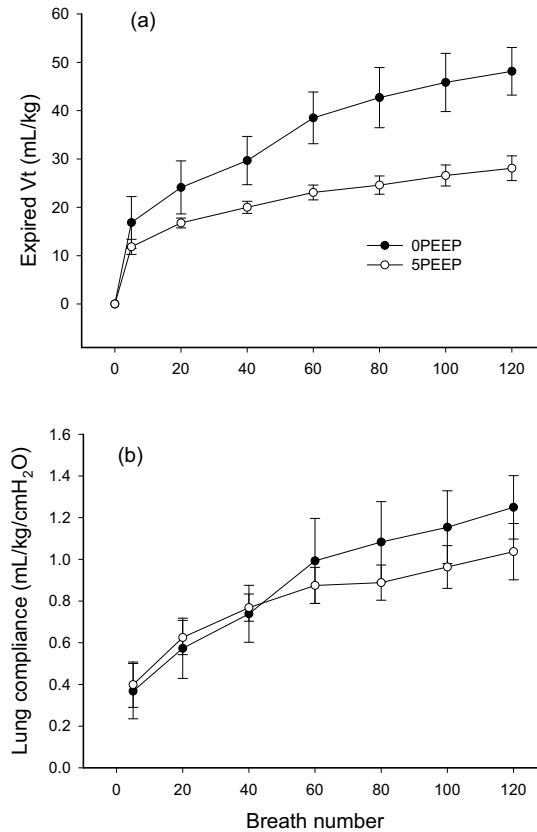 (a)
Expired Vt (mL/kg)
60
50
40
30
20
10
0
0PEEP
5PEEP
0 20 40 60 80 100 120
(b)
Lung compliance (mL/kg/cmH₂O)
1.6
1.4
1.2
1.0
0.8
0.6
0.4
0.2
0.0
0 20 40 60 80 100 120
Breath number